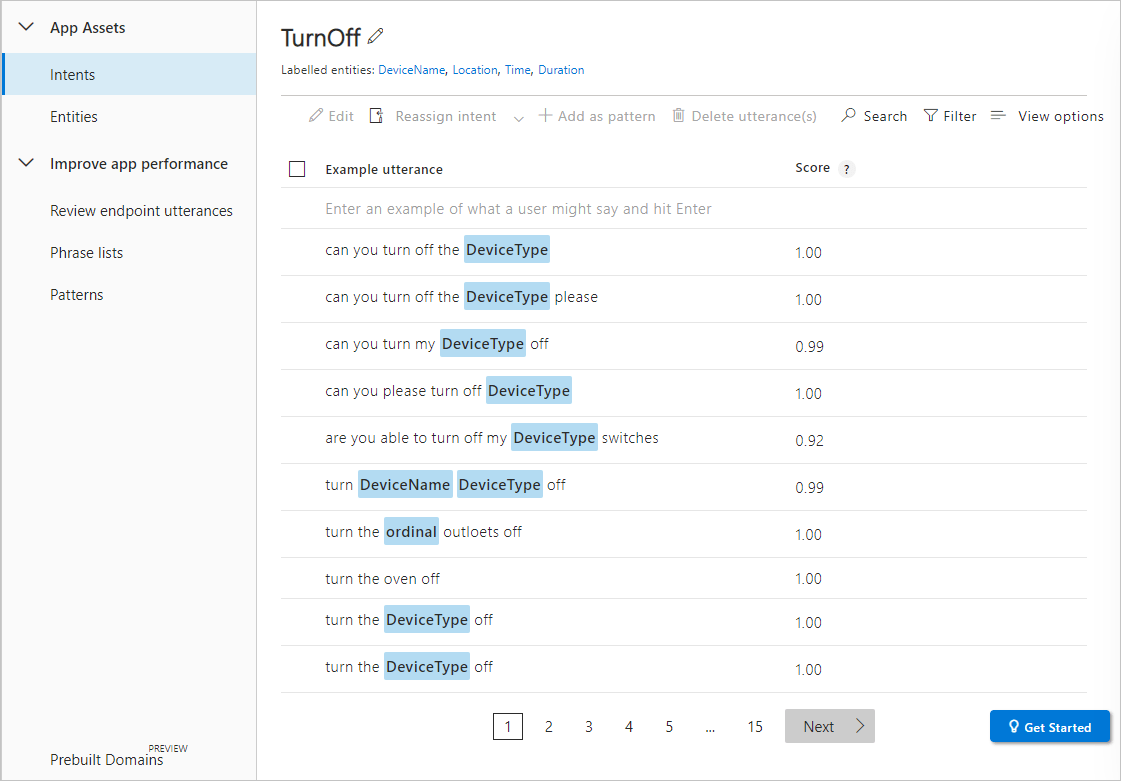 App Assets
Intents
Entities
Improve app performance
Review endpoint utterances
Phrase lists
Patterns
Prebuilt Domains PREVIEW
TurnOff
Labelled entities: DeviceName, Location, Time, Duration
Edit Reassign intent Add as pattern Delete utterance(s) Search Filter View options
Example utterance Score ?
Enter an example of what a user might say and hit Enter
can you turn off the DeviceType 1.00
can you turn off the DeviceType please 1.00
can you turn my DeviceType off 0.99
can you please turn off DeviceType 1.00
are you able to turn off my DeviceType switches 0.92
turn DeviceName DeviceType off 0.99
turn the ordinal outloets off 1.00
turn the oven off 1.00
turn the DeviceType off 1.00
turn the DeviceType off 1.00
1 2 3 4 5 ... 15 Next
Get Started